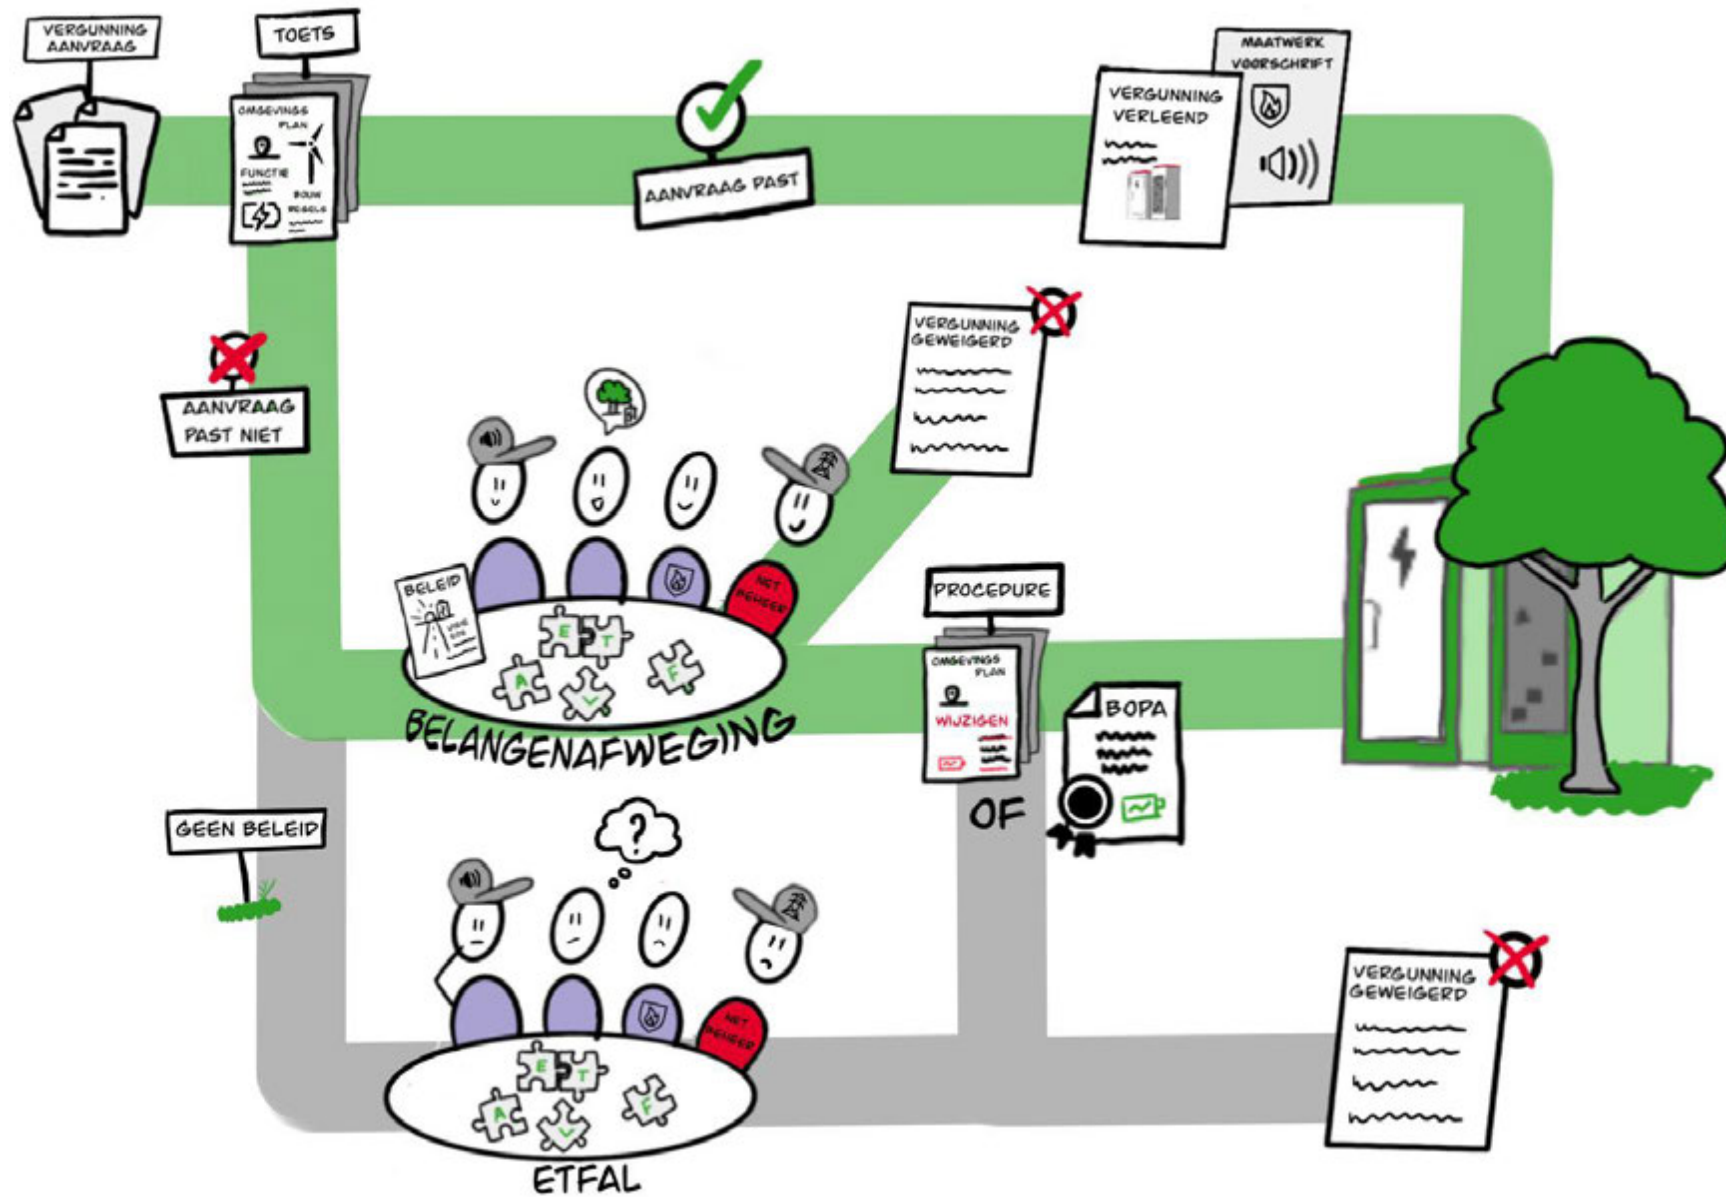 VERGUNNING
AANVRAAG
TOETS
OMGEVINGS
PLAN
FUNCTIE
BOUW
REGELS
AANVRAAG PAST
VERGUNNING
VERLEEND
MAATWERK
VOORSCHRIFT
AANVRAAG
PAST NIET
VERGUNNING
GEWEIGERD
BELEID
NET
BEHEER
E T
A V F
BELANGENAFWEGING
PROCEDURE
OMGEVINGS
PLAN
WIJZIGEN
OF
BOPA
GEEN BELEID
?
NET
BEHEER
E T
A V F
ETFAL
VERGUNNING
GEWEIGERD